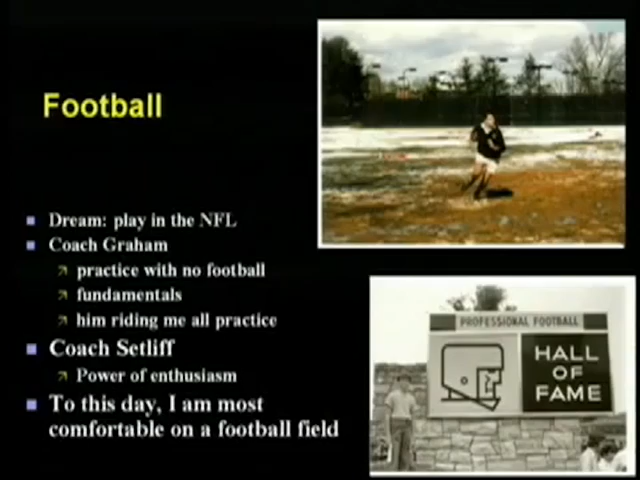 Football
Dream: play in the NFL
Coach Graham
practice with no football
fundamentals
him riding me all practice
Coach Setliff
Power of enthusiasm
To this day, I am most
comfortable on a football field
PROFESSIONAL FOOTBALL
HALL
OF
FAME